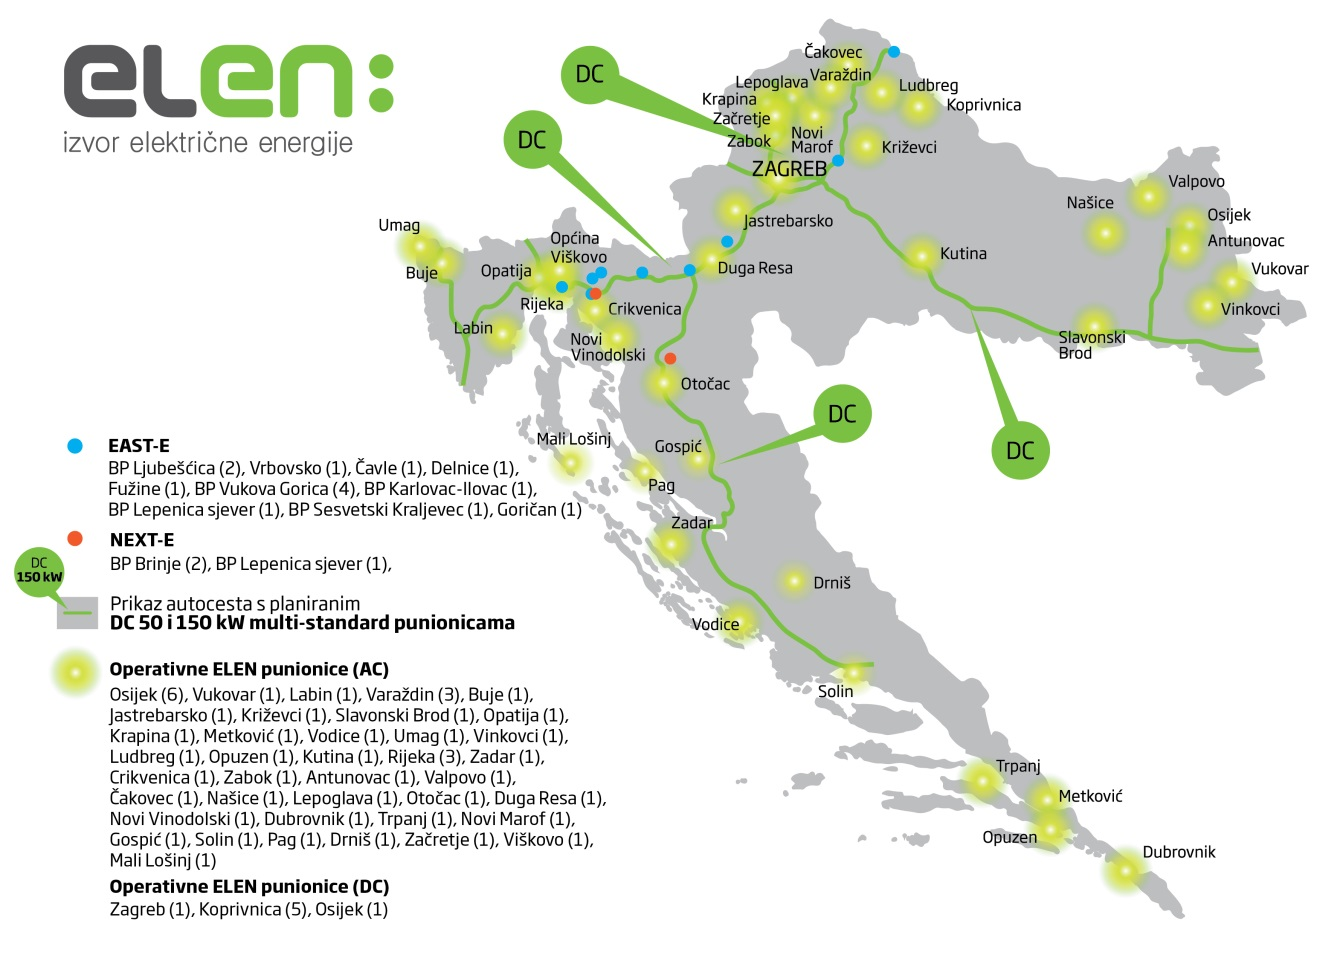 eLen:
izvor električne energije
DC
DC
DC
DC
Čakovec
Varaždin
Lepoglava
Ludbreg
Krapina
Koprivnica
Začretje
Novi
Marof
Zabok
Križevci
ZAGREB
Valpovo
Našice
Osijek
Jastrebarsko
Umag
Antunovac
Općina
Viškovo
Kutina
Buje
Opatija
Duga Resa
Vukovar
Rijeka
Crikvenica
Vinkovci
Labin
Novi
Vinodolski
Slavonski
Brod
Otočac
Mali Lošinj
Gospić
Pag
Zadar
Drniš
Vodice
Solin
Trpanj
Metković
Opuzen
Dubrovnik
EAST-E
BP Ljubešćica (2), Vrbovsko (1), Čavle (1), Delnice (1),
Fužine (1), BP Vukova Gorica (4), BP Karlovac-Ilovac (1),
BP Lepenica sjever (1), BP Sesvetski Kraljevec (1), Goričan (1)
NEXT-E
BP Brinje (2), BP Lepenica sjever (1),
DC
150 kW
Prikaz autocesta s planiranim
DC 50 i 150 kW multi-standard punionicama
Operativne ELEN punionice (AC)
Osijek (6), Vukovar (1), Labin (1), Varaždin (3), Buje (1),
Jastrebarsko (1), Križevci (1), Slavonski Brod (1), Opatija (1),
Krapina (1), Metković (1), Vodice (1), Umag (1), Vinkovci (1),
Ludbreg (1), Opuzen (1), Kutina (1), Rijeka (3), Zadar (1),
Crikvenica (1), Zabok (1), Antunovac (1), Valpovo (1),
Čakovec (1), Našice (1), Lepoglava (1), Otočac (1), Duga Resa (1),
Novi Vinodolski (1), Dubrovnik (1), Trpanj (1), Novi Marof (1),
Gospić (1), Solin (1), Pag (1), Drniš (1), Začretje (1), Viškovo (1),
Mali Lošinj (1)
Operativne ELEN punionice (DC)
Zagreb (1), Koprivnica (5), Osijek (1)